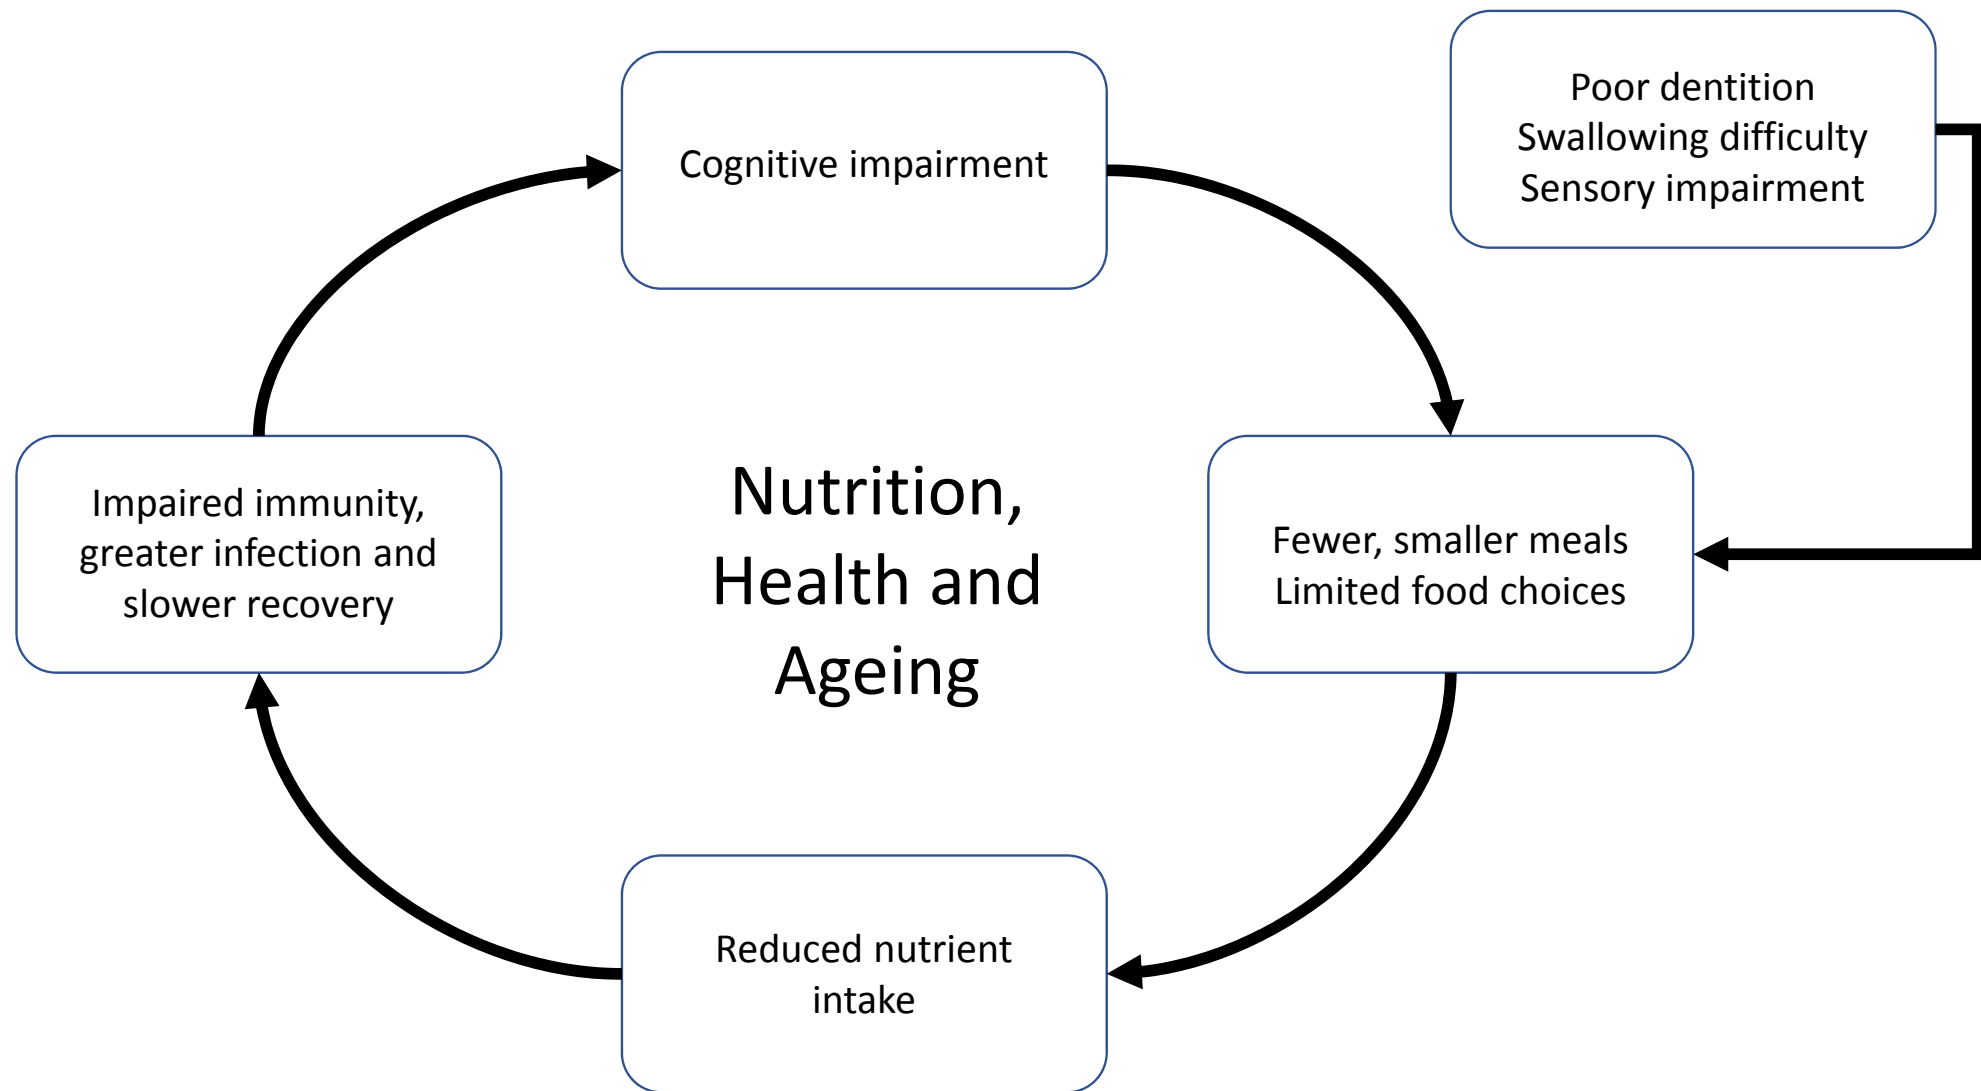 Cognitive impairment
Poor dentition
Swallowing difficulty
Sensory impairment
Impaired immunity,
greater infection and
slower recovery
Nutrition,
Health and
Ageing
Fewer, smaller meals
Limited food choices
Reduced nutrient
intake